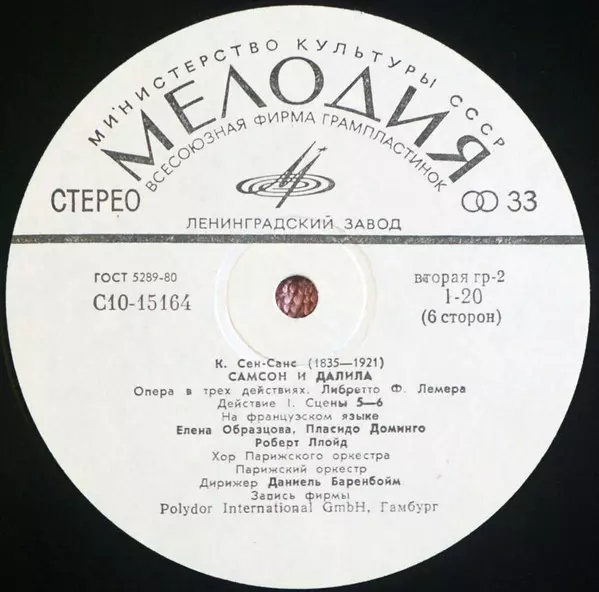 МИНИСТЕРСТВО КУЛЬТУРЫ СССР
МЕЛОДИЯ
ВСЕСОЮЗНАЯ ФИРМА ГРАМПЛАСТИНОК
СТЕРЕО
33
ЛЕНИНГРАДСКИЙ ЗАВОД
ГОСТ 5289-80
С10-15164
вторая гр-2
1-20
(6 сторон)
К. Сен-Санс (1835—1921)
САМСОН И ДАЛИЛА
Опера в трех действиях. Либретто Ф. Лемера
Действие I. Сцены 5—6
На французском языке
Елена Образцова, Пласидо Доминго
Роберт Ллойд
Хор Парижского оркестра
Парижский оркестр
Дирижер Даниель Баренбойм
Запись фирмы
Polydor International GmbH, Гамбург